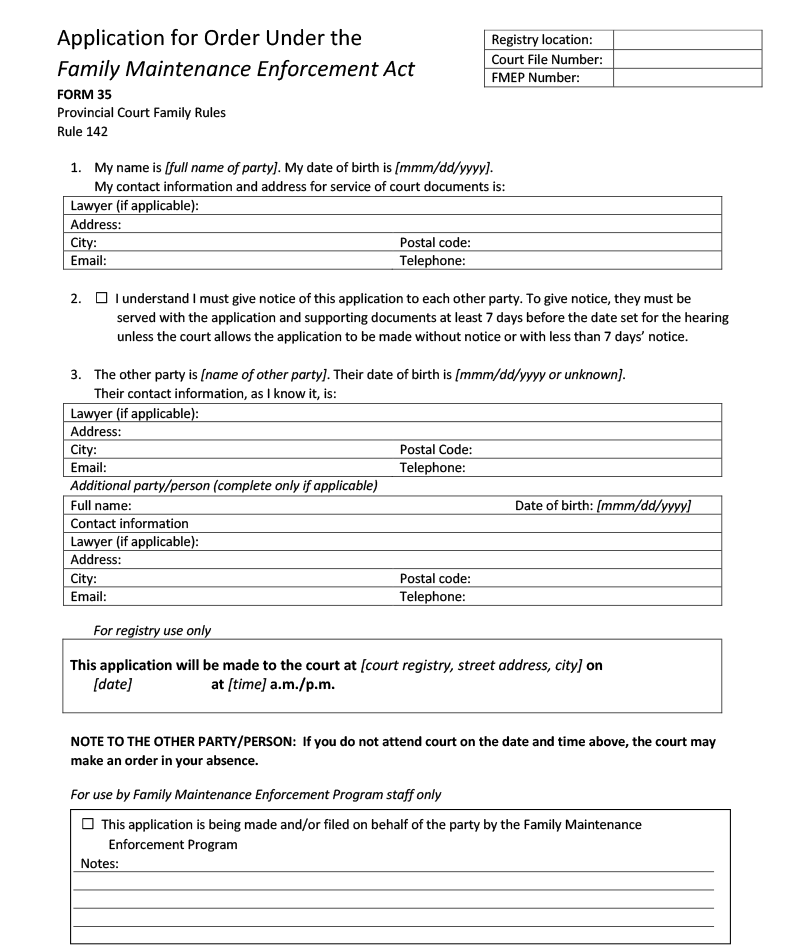 Application for Order Under the
Family Maintenance Enforcement Act
FORM 35
Provincial Court Family Rules
Rule 142
Registry location:
Court File Number:
FMEP Number:
1. My name is [full name of party]. My date of birth is [mmm/dd/yyyy].
My contact information and address for service of court documents is:
Lawyer (if applicable):
Address:
City: Postal code:
Email: Telephone:
2. ☐ I understand I must give notice of this application to each other party. To give notice, they must be
served with the application and supporting documents at least 7 days before the date set for the hearing
unless the court allows the application to be made without notice or with less than 7 days’ notice.
3. The other party is [name of other party]. Their date of birth is [mmm/dd/yyyy or unknown].
Their contact information, as I know it, is:
Lawyer (if applicable):
Address:
City: Postal Code:
Email: Telephone:
Additional party/person (complete only if applicable)
Full name: Date of birth: [mmm/dd/yyyy]
Contact information
Lawyer (if applicable):
Address:
City: Postal code:
Email: Telephone:
For registry use only
This application will be made to the court at [court registry, street address, city] on
[date] at [time] a.m./p.m.
NOTE TO THE OTHER PARTY/PERSON: If you do not attend court on the date and time above, the court may
make an order in your absence.
For use by Family Maintenance Enforcement Program staff only
☐ This application is being made and/or filed on behalf of the party by the Family Maintenance
Enforcement Program
Notes: